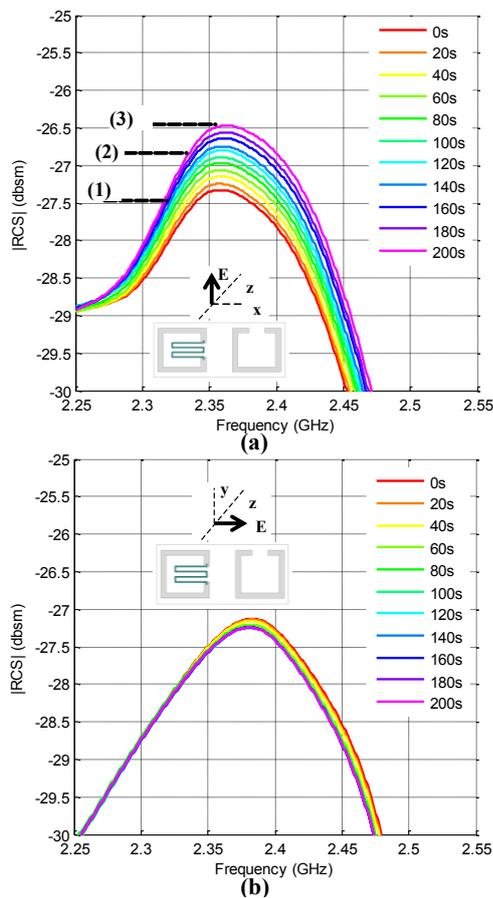 -25
-25.5
-26
-26.5
-27
-27.5
-28
-28.5
-29
-29.5
-30
|RCS| (dbsm)
(3)
(2)
(1)
E
z
x
0s
20s
40s
60s
80s
100s
120s
140s
160s
180s
200s
2.25 2.3 2.35 2.4 2.45 2.5 2.55
Frequency (GHz)
(a)
-25
-25.5
-26
-26.5
-27
-27.5
-28
-28.5
-29
-29.5
-30
|RCS| (dbsm)
y
z
E
0s
20s
40s
60s
80s
100s
120s
140s
160s
180s
200s
2.25 2.3 2.35 2.4 2.45 2.5 2.55
Frequency (GHz)
(b)